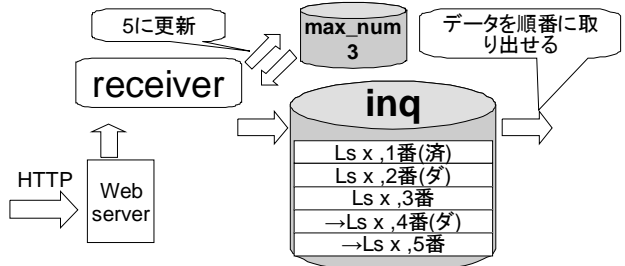 5に更新
max_num
3
データを順番に取
り出せる
receiver
inq
Ls x ,1番(済)
Ls x ,2番(ダ)
Ls x ,3番
→Ls x ,4番(ダ)
→Ls x ,5番
HTTP
Web
server